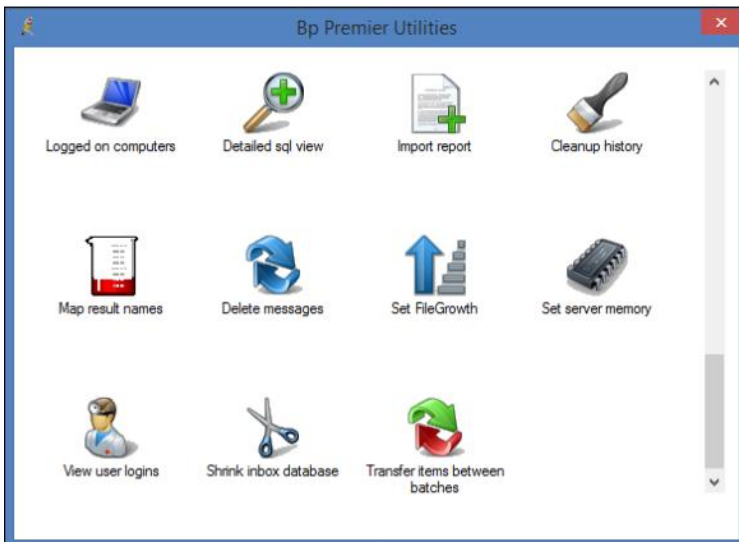 Bp Premier Utilities
Logged on computers
Detailed sql view
Import report
Cleanup history
Map result names
Delete messages
Set FileGrowth
Set server memory
View user logins
Shrink inbox database
Transfer items between
batches